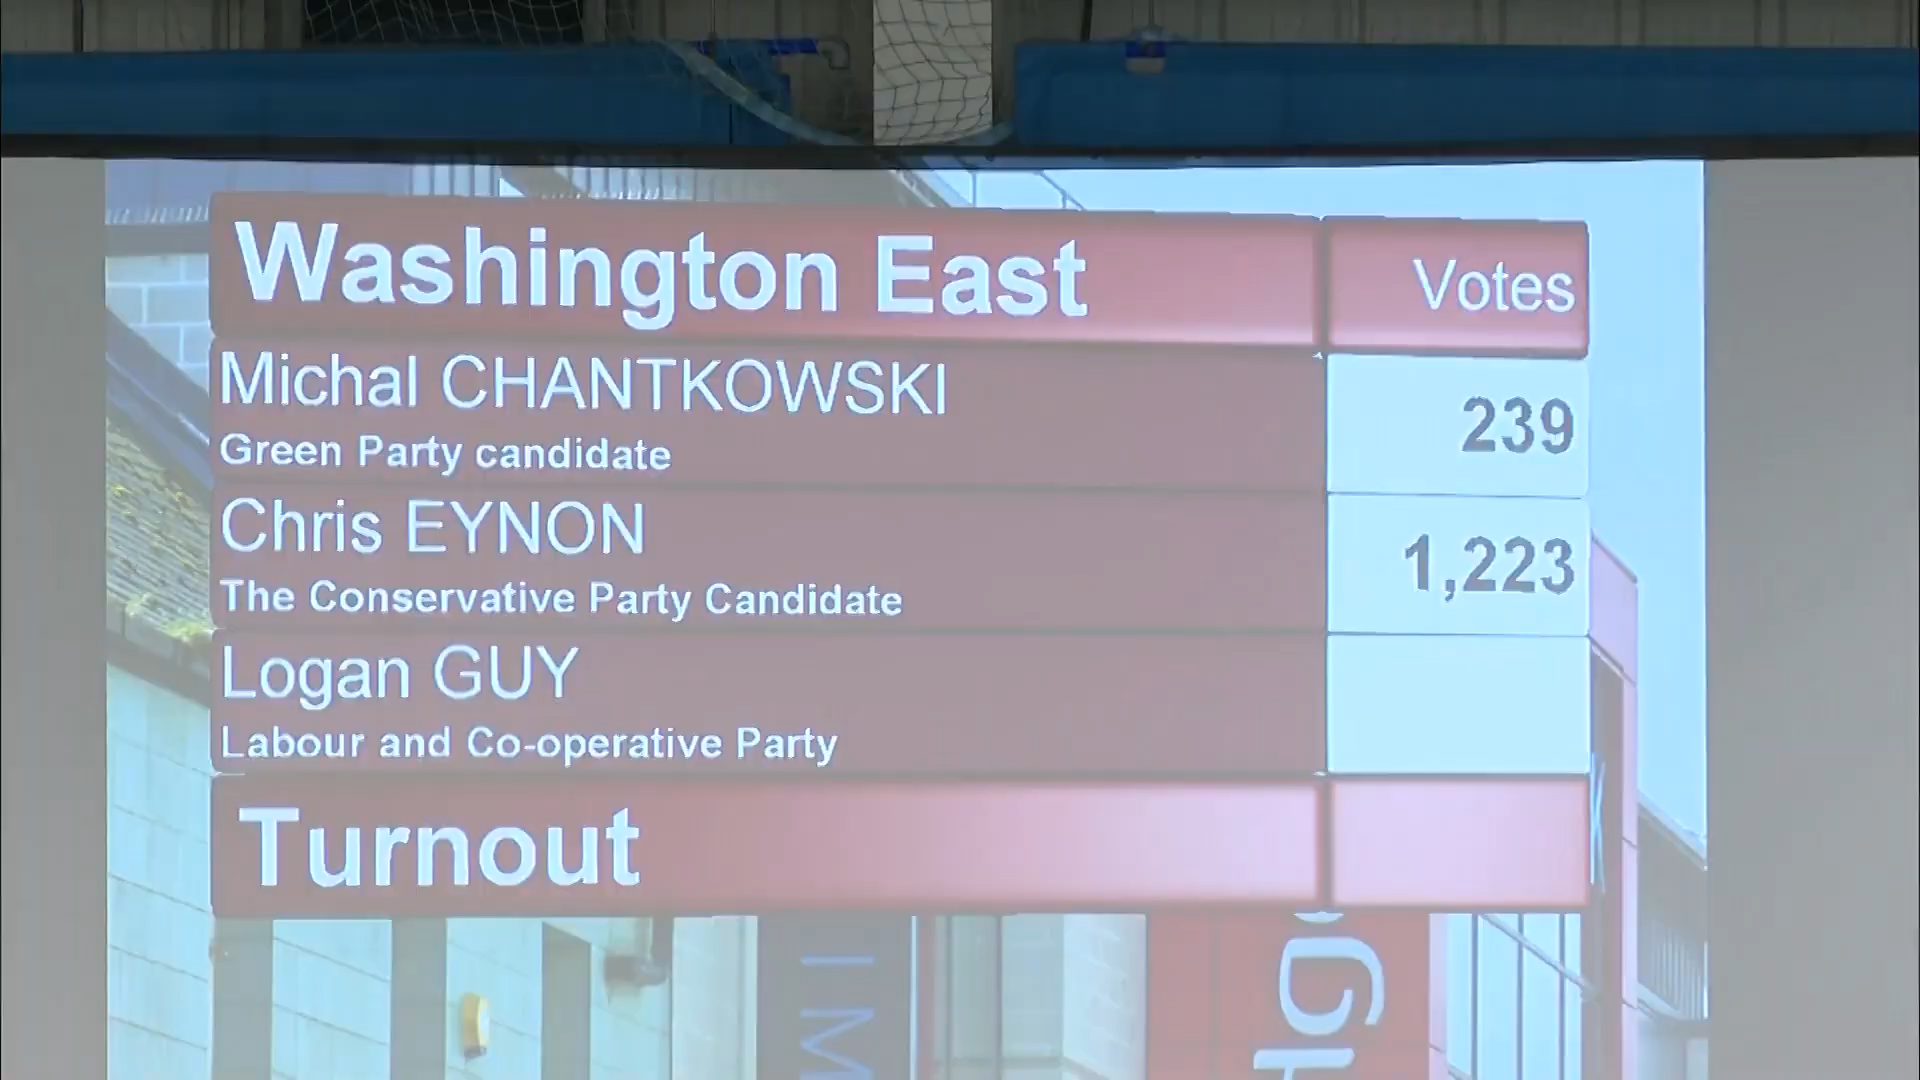 Washington East Votes
Michal CHANTKOWSKI
Green Party candidate
239
Chris EYNON
The Conservative Party Candidate
1,223
Logan GUY
Labour and Co-operative Party
Turnout